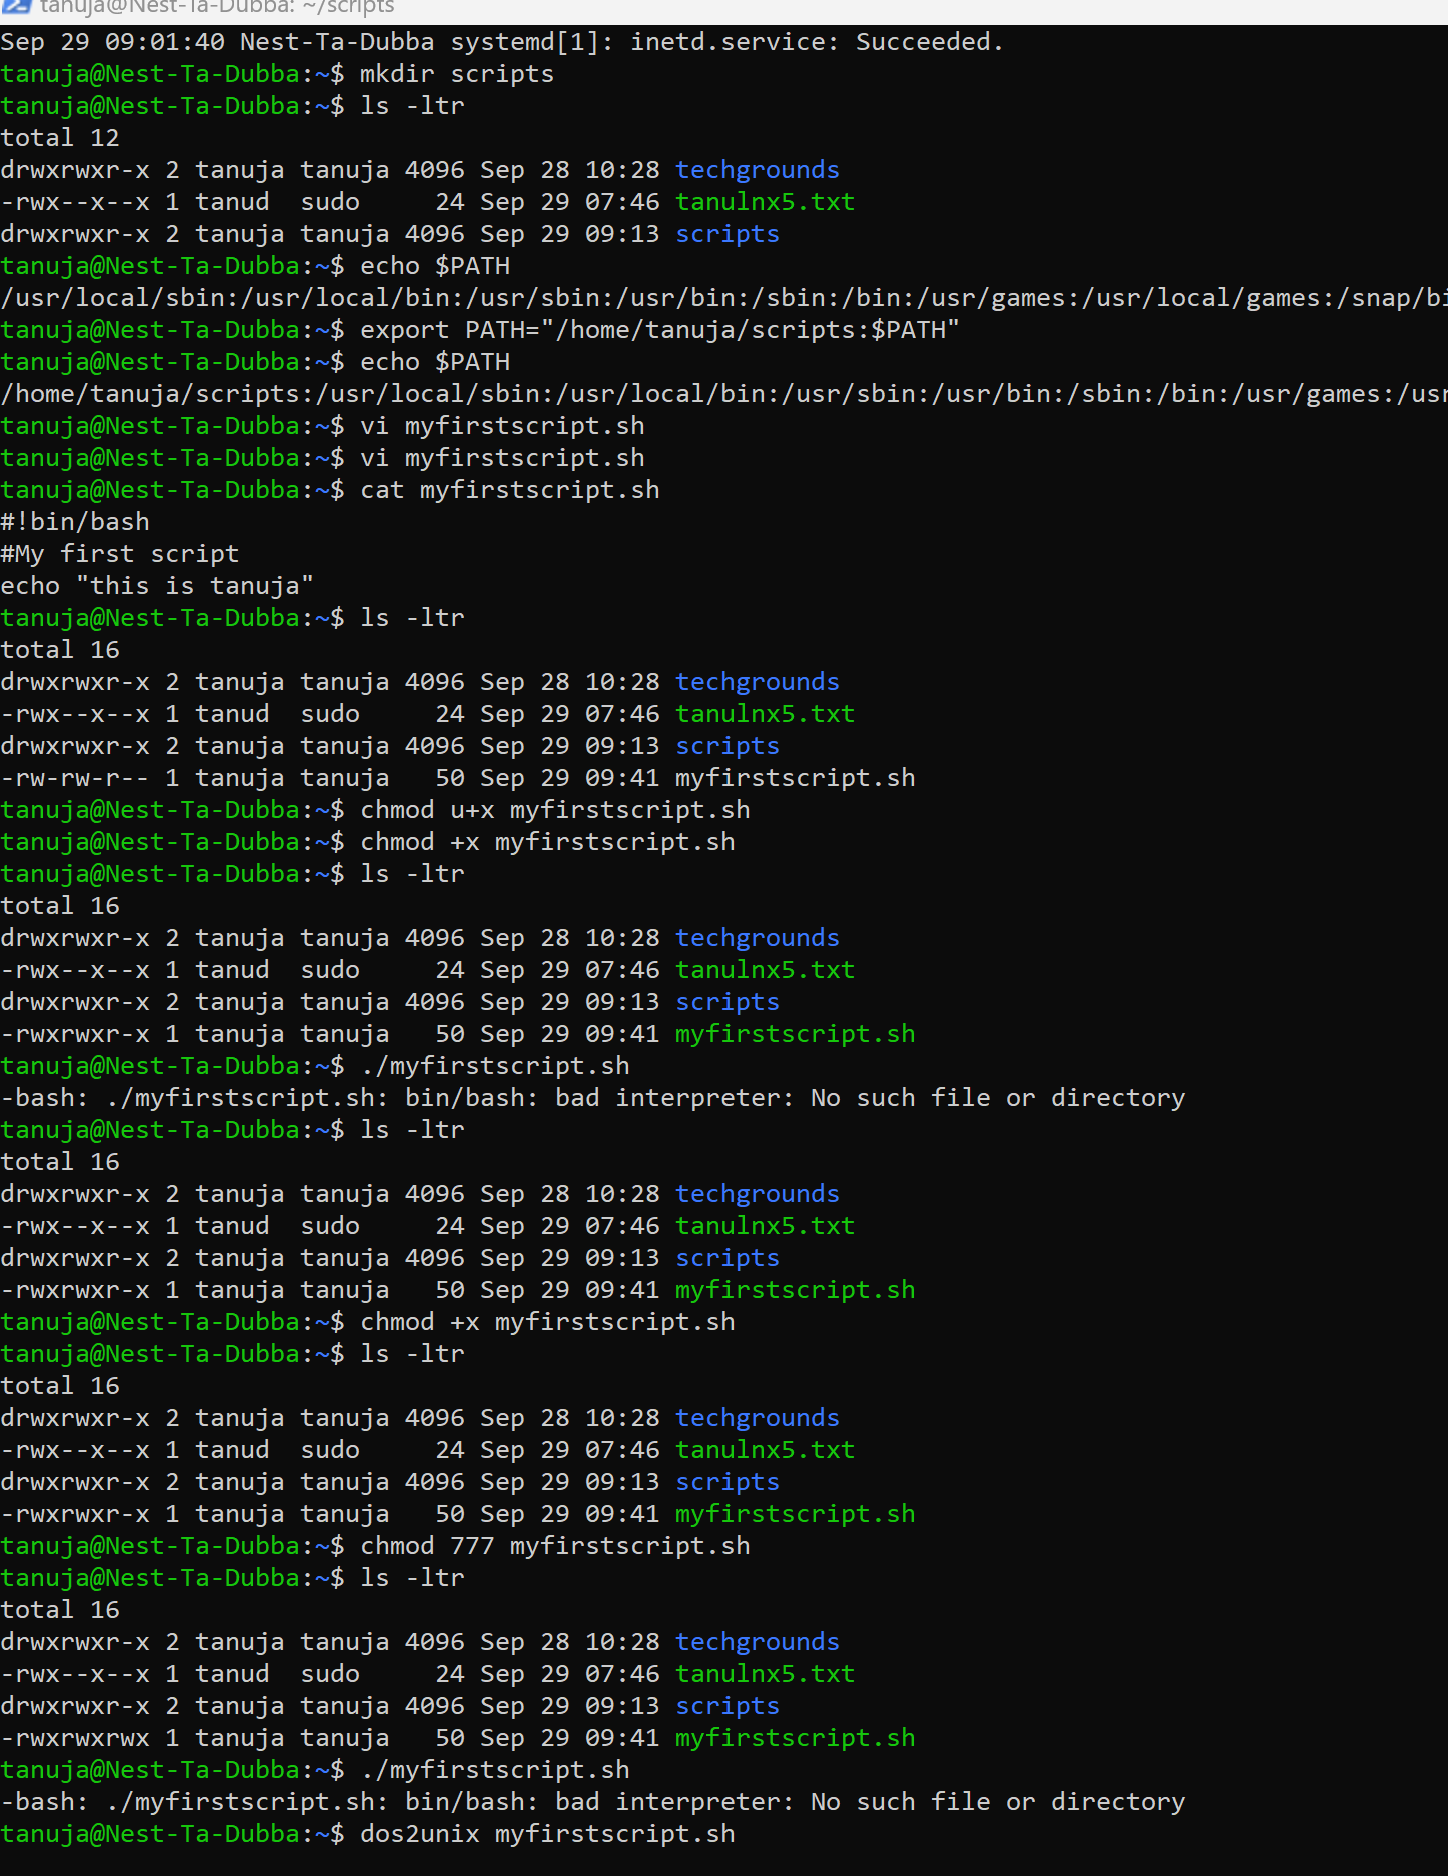 tanuja@Nest-Ta-Dubba: ~/scripts
Sep 29 09:01:40 Nest-Ta-Dubba systemd[1]: inetd.service: Succeeded.
tanuja@Nest-Ta-Dubba:~$ mkdir scripts
tanuja@Nest-Ta-Dubba:~$ ls -ltr
total 12
drwxrwxr-x 2 tanuja tanuja 4096 Sep 28 10:28 techgrounds
-rwx--x--x 1 tanud  sudo     24 Sep 29 07:46 tanulnx5.txt
drwxrwxr-x 2 tanuja tanuja 4096 Sep 29 09:13 scripts
tanuja@Nest-Ta-Dubba:~$ echo $PATH
/usr/local/sbin:/usr/local/bin:/usr/sbin:/usr/bin:/sbin:/bin:/usr/games:/usr/local/games:/snap/bi
tanuja@Nest-Ta-Dubba:~$ export PATH="/home/tanuja/scripts:$PATH"
tanuja@Nest-Ta-Dubba:~$ echo $PATH
/home/tanuja/scripts:/usr/local/sbin:/usr/local/bin:/usr/sbin:/usr/bin:/sbin:/bin:/usr/games:/usr
tanuja@Nest-Ta-Dubba:~$ vi myfirstscript.sh
tanuja@Nest-Ta-Dubba:~$ vi myfirstscript.sh
tanuja@Nest-Ta-Dubba:~$ cat myfirstscript.sh
#!bin/bash
#My first script
echo "this is tanuja"
tanuja@Nest-Ta-Dubba:~$ ls -ltr
total 16
drwxrwxr-x 2 tanuja tanuja 4096 Sep 28 10:28 techgrounds
-rwx--x--x 1 tanud  sudo     24 Sep 29 07:46 tanulnx5.txt
drwxrwxr-x 2 tanuja tanuja 4096 Sep 29 09:13 scripts
-rw-rw-r-- 1 tanuja tanuja   50 Sep 29 09:41 myfirstscript.sh
tanuja@Nest-Ta-Dubba:~$ chmod u+x myfirstscript.sh
tanuja@Nest-Ta-Dubba:~$ chmod +x myfirstscript.sh
tanuja@Nest-Ta-Dubba:~$ ls -ltr
total 16
drwxrwxr-x 2 tanuja tanuja 4096 Sep 28 10:28 techgrounds
-rwx--x--x 1 tanud  sudo     24 Sep 29 07:46 tanulnx5.txt
drwxrwxr-x 2 tanuja tanuja 4096 Sep 29 09:13 scripts
-rwxrwxr-x 1 tanuja tanuja   50 Sep 29 09:41 myfirstscript.sh
tanuja@Nest-Ta-Dubba:~$ ./myfirstscript.sh
-bash: ./myfirstscript.sh: bin/bash: bad interpreter: No such file or directory
tanuja@Nest-Ta-Dubba:~$ ls -ltr
total 16
drwxrwxr-x 2 tanuja tanuja 4096 Sep 28 10:28 techgrounds
-rwx--x--x 1 tanud  sudo     24 Sep 29 07:46 tanulnx5.txt
drwxrwxr-x 2 tanuja tanuja 4096 Sep 29 09:13 scripts
-rwxrwxr-x 1 tanuja tanuja   50 Sep 29 09:41 myfirstscript.sh
tanuja@Nest-Ta-Dubba:~$ chmod +x myfirstscript.sh
tanuja@Nest-Ta-Dubba:~$ ls -ltr
total 16
drwxrwxr-x 2 tanuja tanuja 4096 Sep 28 10:28 techgrounds
-rwx--x--x 1 tanud  sudo     24 Sep 29 07:46 tanulnx5.txt
drwxrwxr-x 2 tanuja tanuja 4096 Sep 29 09:13 scripts
-rwxrwxr-x 1 tanuja tanuja   50 Sep 29 09:41 myfirstscript.sh
tanuja@Nest-Ta-Dubba:~$ chmod 777 myfirstscript.sh
tanuja@Nest-Ta-Dubba:~$ ls -ltr
total 16
drwxrwxr-x 2 tanuja tanuja 4096 Sep 28 10:28 techgrounds
-rwx--x--x 1 tanud  sudo     24 Sep 29 07:46 tanulnx5.txt
drwxrwxr-x 2 tanuja tanuja 4096 Sep 29 09:13 scripts
-rwxrwxrwx 1 tanuja tanuja   50 Sep 29 09:41 myfirstscript.sh
tanuja@Nest-Ta-Dubba:~$ ./myfirstscript.sh
-bash: ./myfirstscript.sh: bin/bash: bad interpreter: No such file or directory
tanuja@Nest-Ta-Dubba:~$ dos2unix myfirstscript.sh